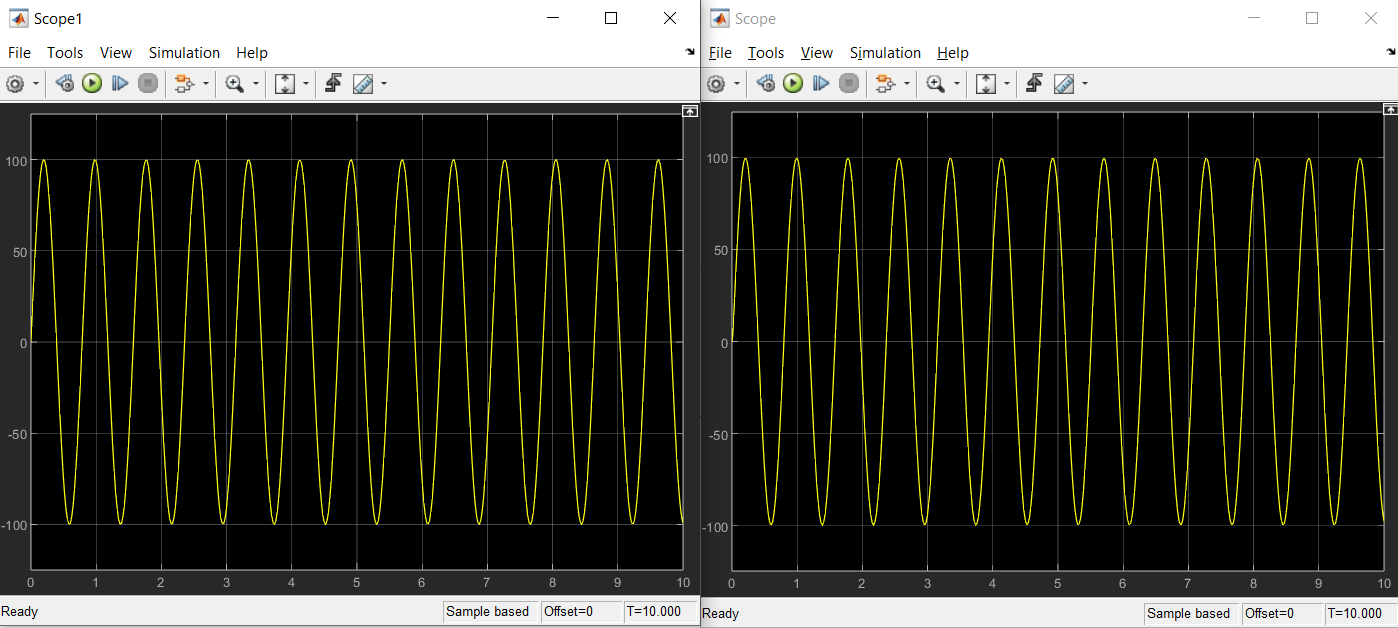 Scope1
File Tools View Simulation Help
100
50
0
-50
-100
0 1 2 3 4 5 6 7 8 9 10
Ready Sample based Offset=0 T=10.000
Scope
File Tools View Simulation Help
100
50
0
-50
-100
0 1 2 3 4 5 6 7 8 9 10
Ready Sample based Offset=0 T=10.000